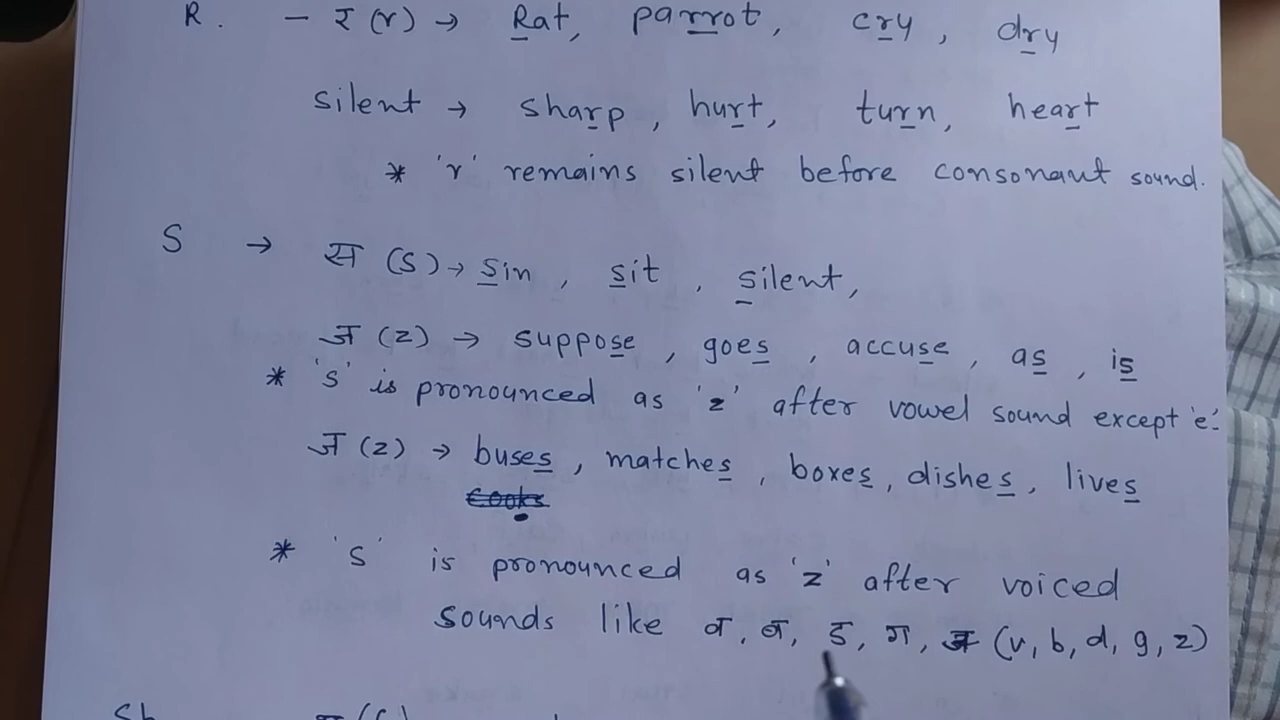 R. - र (r) → Rat, parrot, cry, dry
silent → sharp, hurt, turn, heart
* 'r' remains silent before consonant sound.
S → स (s) → sin, sit, silent,
ज (z) → suppose, goes, accuse, as, is
* 's' is pronounced as 'z' after vowel sound except 'e'.
ज (z) → buses, matches, boxes, dishes, lives
Cooks
* 's' is pronounced as 'z' after voiced
sounds like व, ब, ड, ग, ज (v, b, d, g, z)
Sh